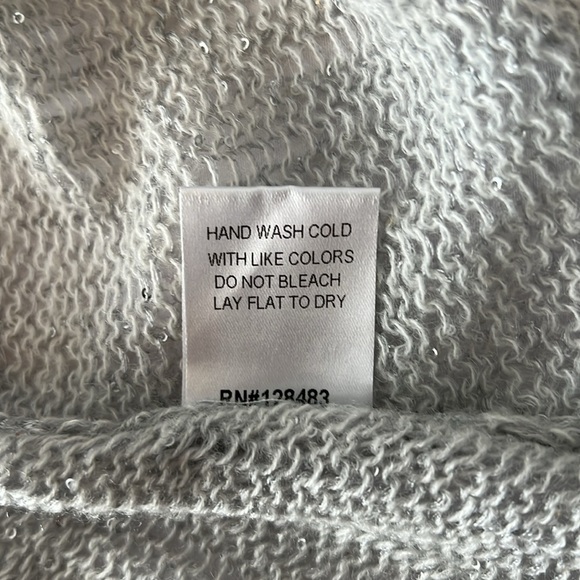 HAND WASH COLD
WITH LIKE COLORS
DO NOT BLEACH
LAY FLAT TO DRY
RN#128483